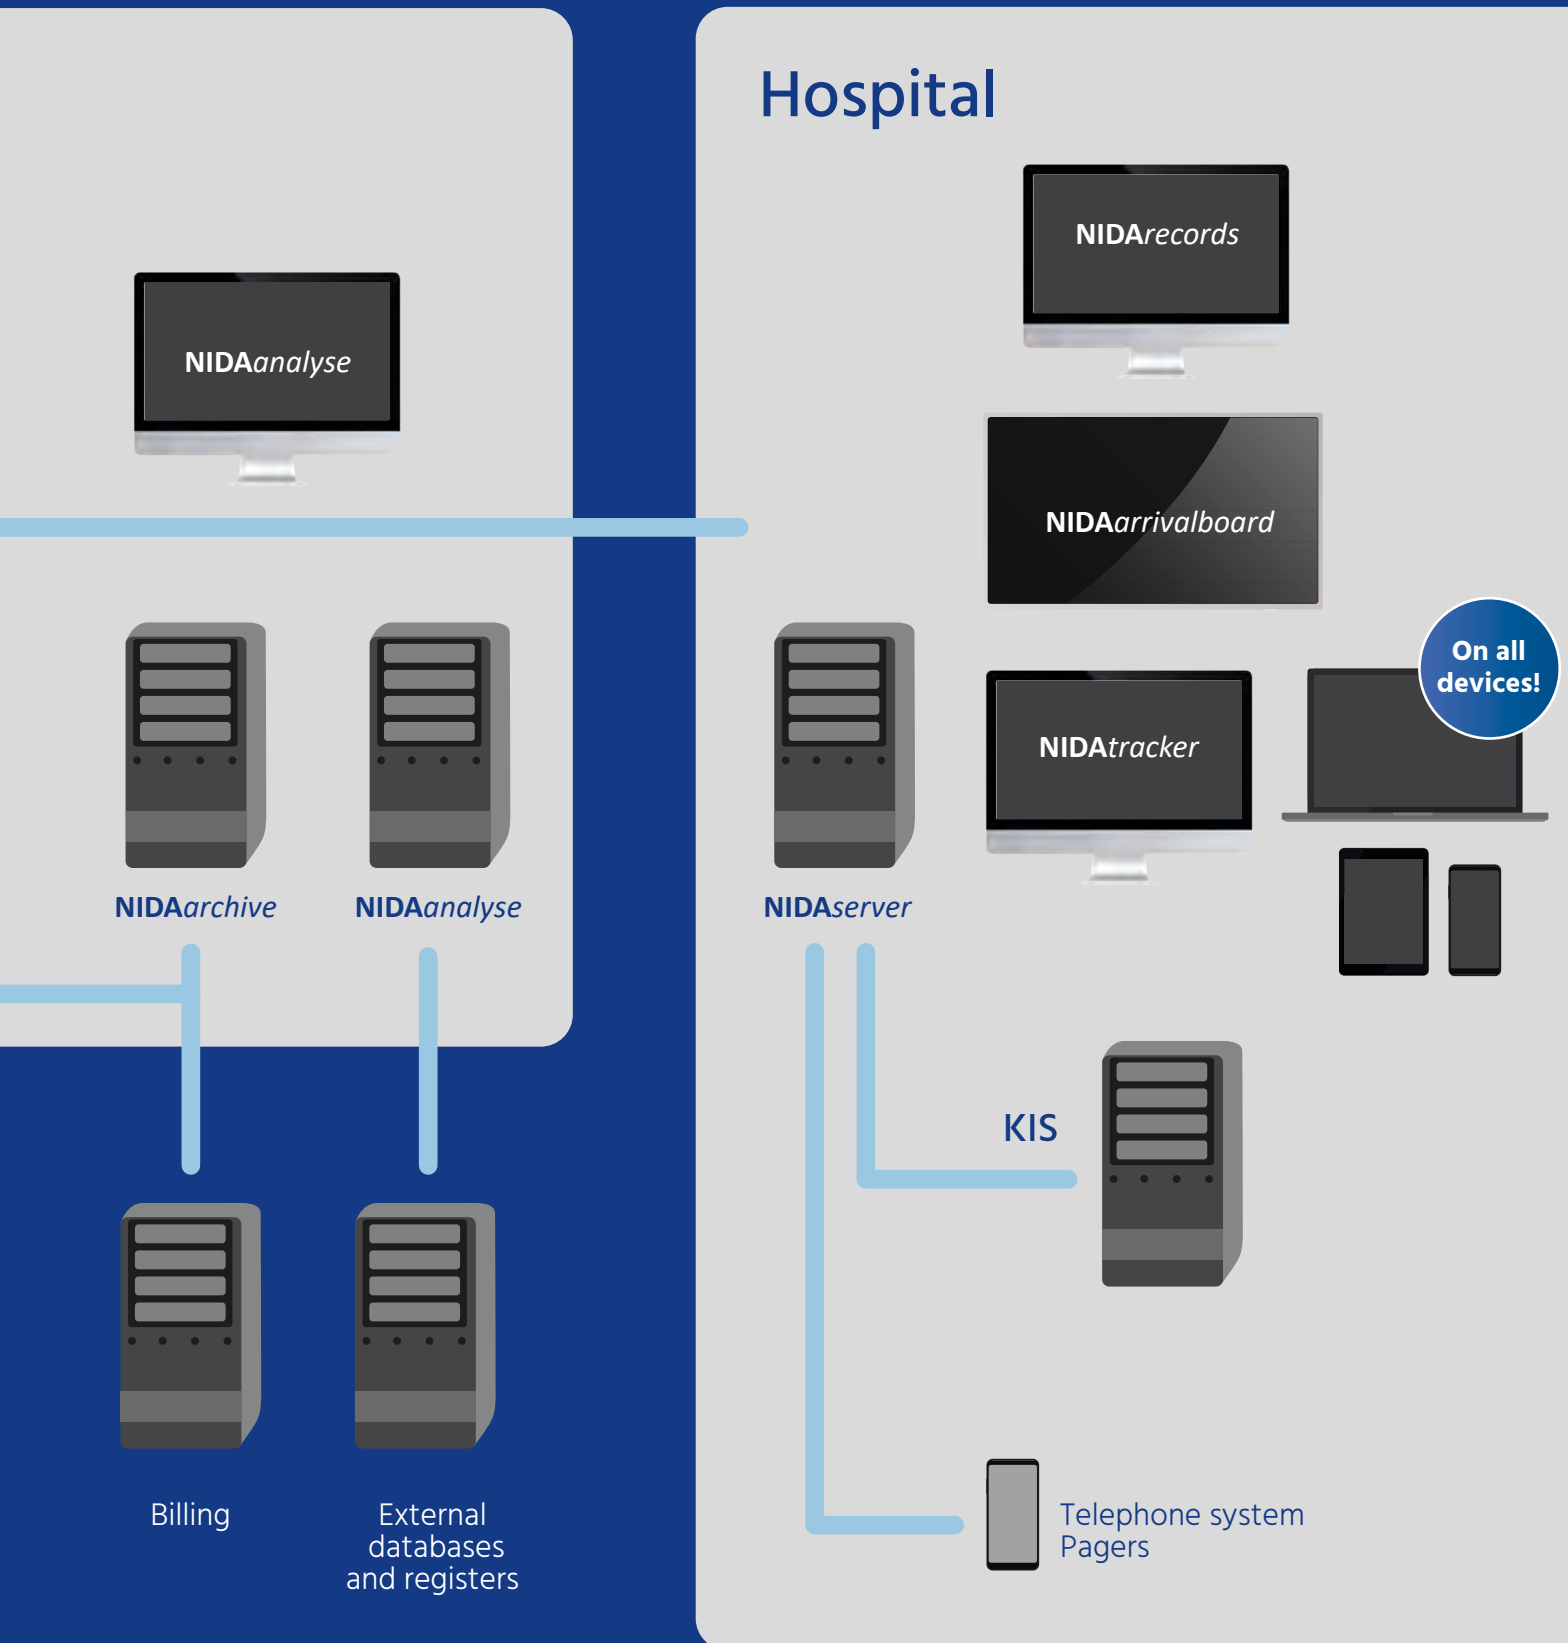 Hospital
NIDArecords
NIDAanalyse
NIDAarrivalboard
On all
devices!
NIDAtracker
NIDAarchive
NIDAanalyse
NIDAserver
KIS
Billing
External
databases
and registers
Telephone system
Pagers